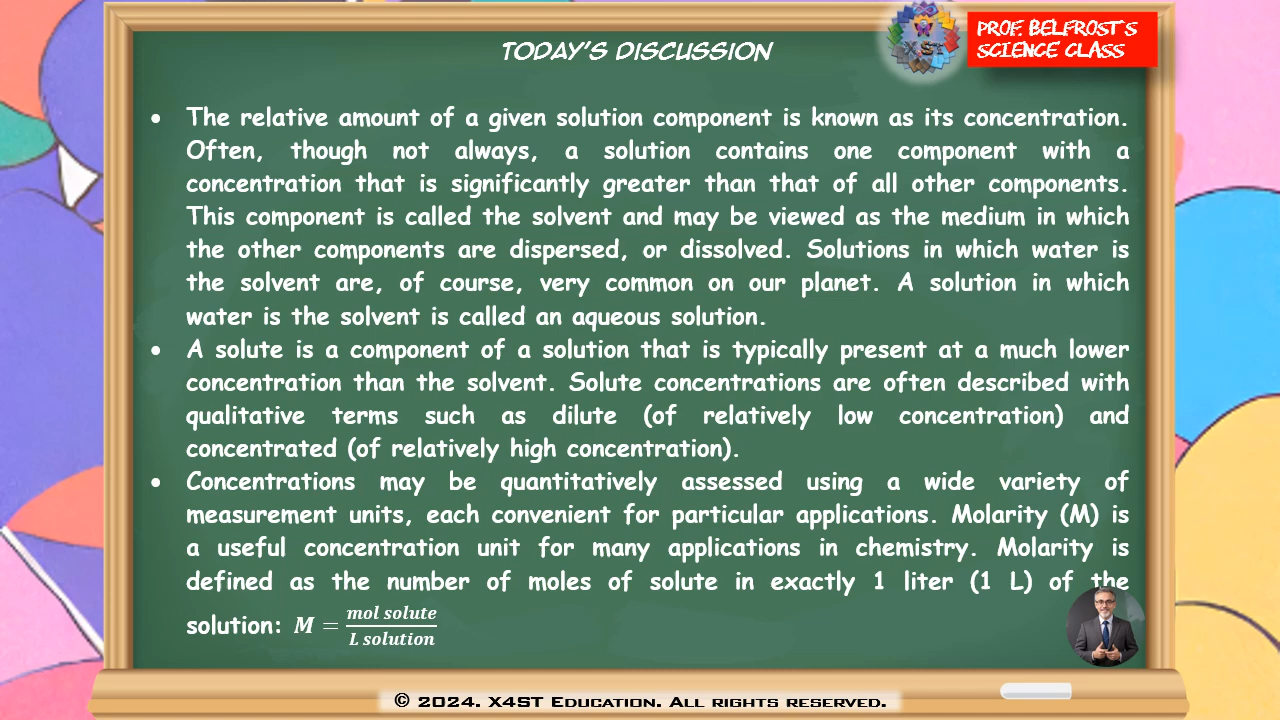 TODAY'S DISCUSSION
X4ST
PROF. BELFROST'S
SCIENCE CLASS
• The relative amount of a given solution component is known as its concentration.
Often, though not always, a solution contains one component with a
concentration that is significantly greater than that of all other components.
This component is called the solvent and may be viewed as the medium in which
the other components are dispersed, or dissolved. Solutions in which water is
the solvent are, of course, very common on our planet. A solution in which
water is the solvent is called an aqueous solution.
• A solute is a component of a solution that is typically present at a much lower
concentration than the solvent. Solute concentrations are often described with
qualitative terms such as dilute (of relatively low concentration) and
concentrated (of relatively high concentration).
• Concentrations may be quantitatively assessed using a wide variety of
measurement units, each convenient for particular applications. Molarity (M) is
a useful concentration unit for many applications in chemistry. Molarity is
defined as the number of moles of solute in exactly 1 liter (1 L) of the
solution: M = mol solute / L solution
© 2024. X4ST Education. All rights reserved.